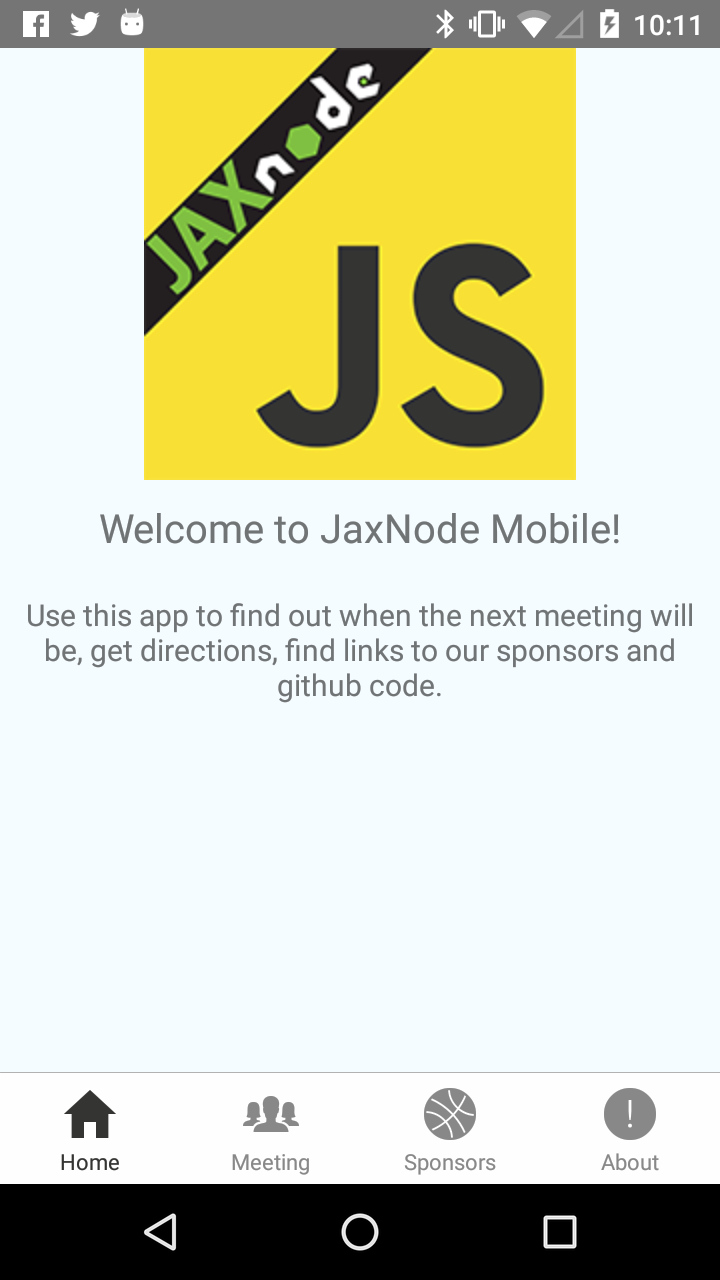 10:11
JAXnode
JS
Welcome to JaxNode Mobile!
Use this app to find out when the next meeting will
be, get directions, find links to our sponsors and
github code.
Home
Meeting
Sponsors
About